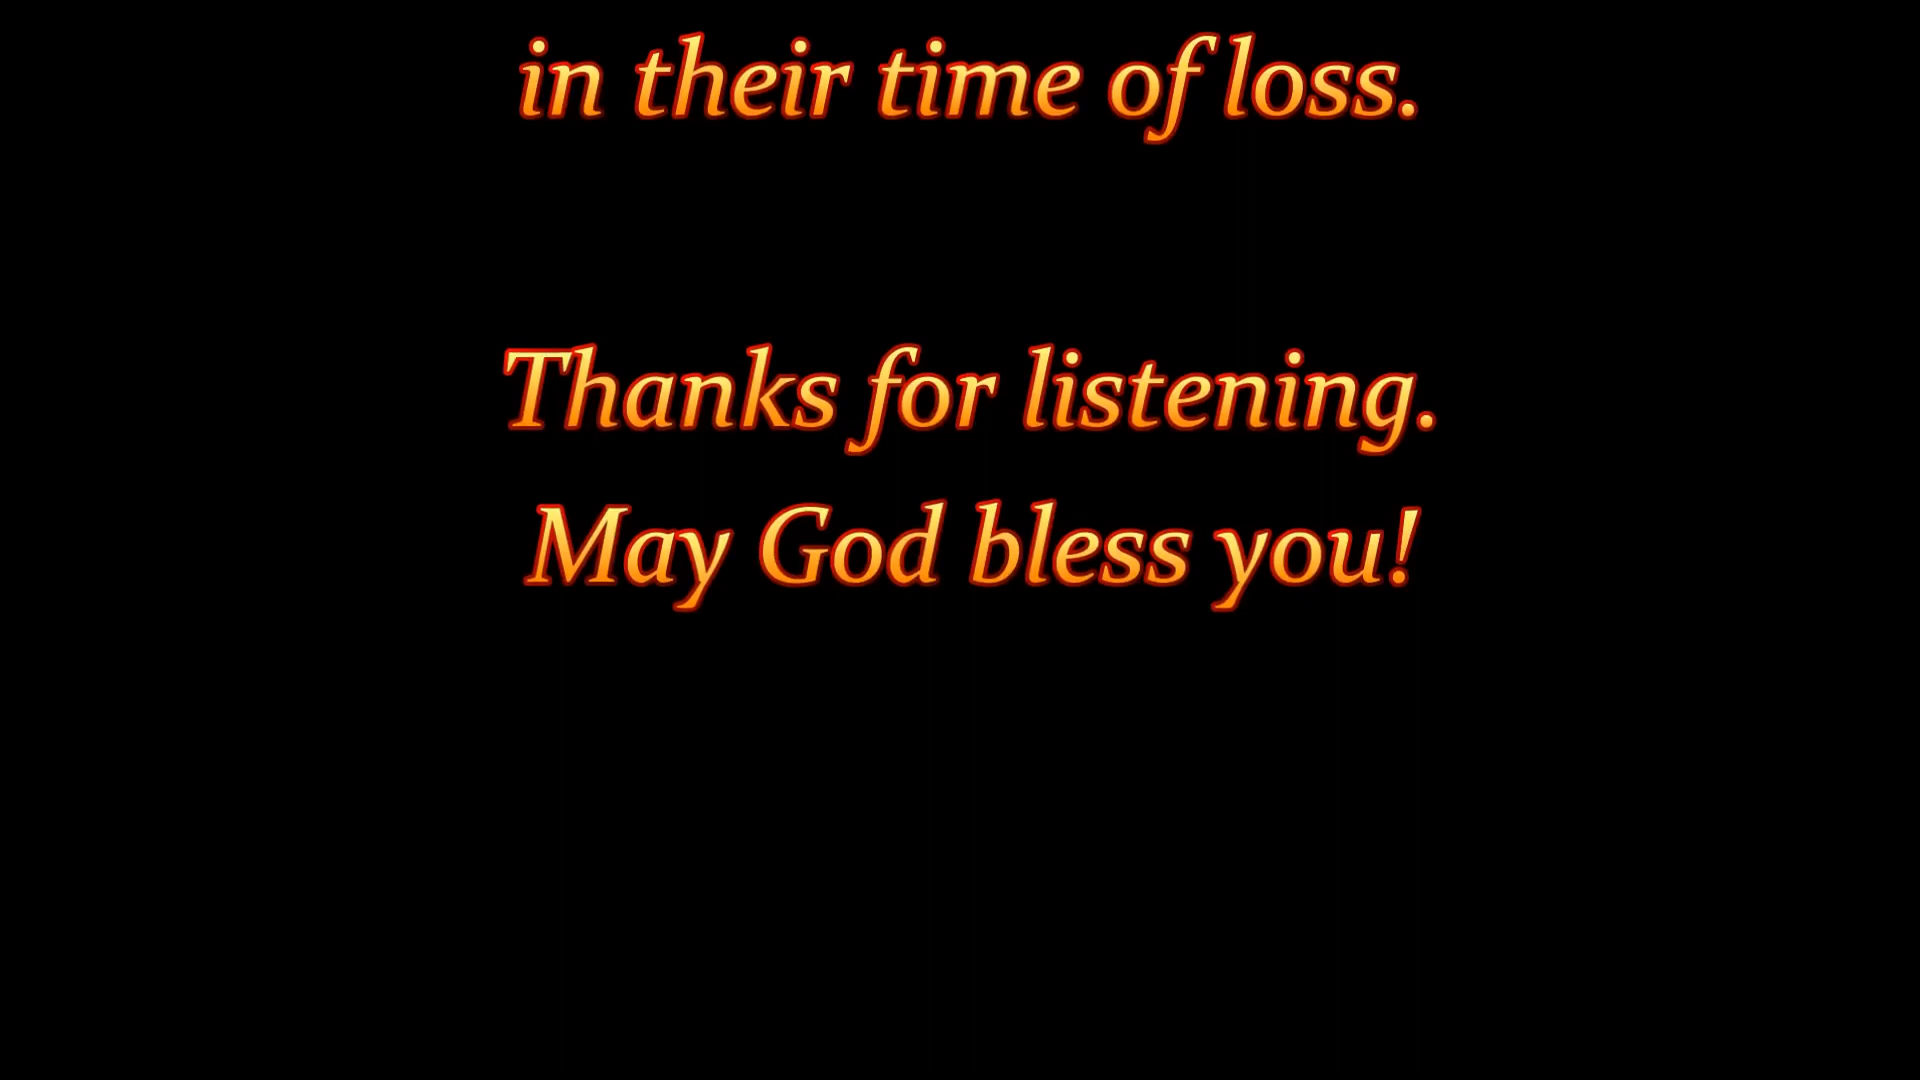 in their time of loss.
Thanks for listening.
May God bless you!